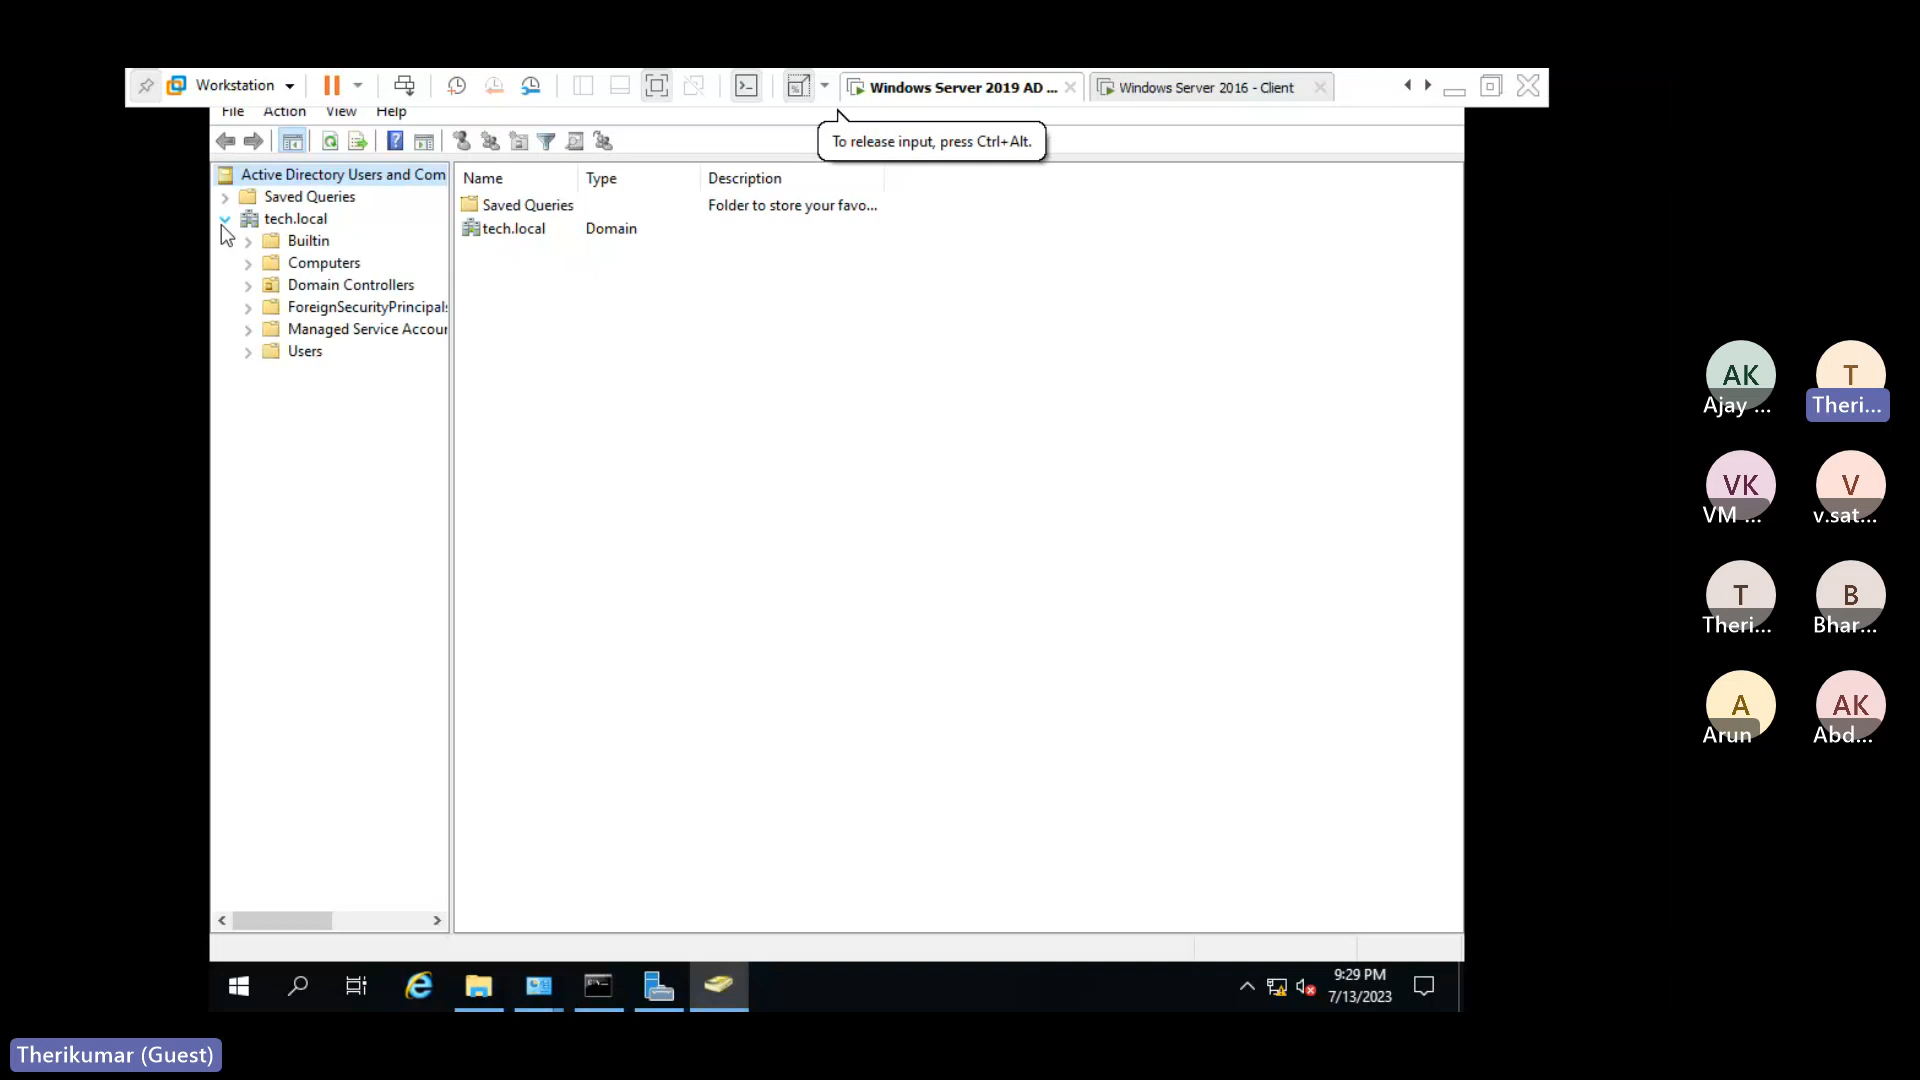 Workstation
Windows Server 2019 AD ...
Windows Server 2016 - Client
File Action View Help
To release input, press Ctrl+Alt.
Active Directory Users and Com
Saved Queries
tech.local
Builtin
Computers
Domain Controllers
ForeignSecurityPrincipals
Managed Service Accour
Users
Name Type Description
Saved Queries Folder to store your favo...
tech.local Domain
9:29 PM
7/13/2023
AK
Ajay ...
T
Theri...
VK
VM ...
V
v.sat...
T
Theri...
B
Bhar...
A
Arun
AK
Abd...
Therikumar (Guest)